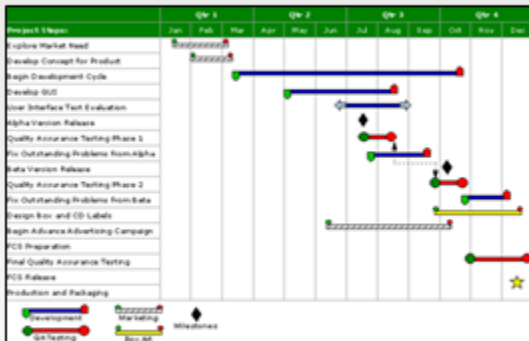 Qtr 1 Qtr 2 Qtr 3 Qtr 4
Project Steps: Jan Feb Mar Apr May Jun Jul Aug Sep Oct Nov Dec
Explore Market Need
Develop Concept for Product
Begin Development Cycle
Develop GUI
User Interface Test Evaluation
Alpha Version Release
Quality Assurance Testing Phase 1
Fix Outstanding Problems from Alpha
Beta Version Release
Quality Assurance Testing Phase 2
Fix Outstanding Problems from Beta
Design Box and CD Labels
Begin Advance Advertising Campaign
FCS Preparation
Final Quality Assurance Testing
FCS Release
Production and Packaging
Development Marketing Milestones
QA Testing Box Art